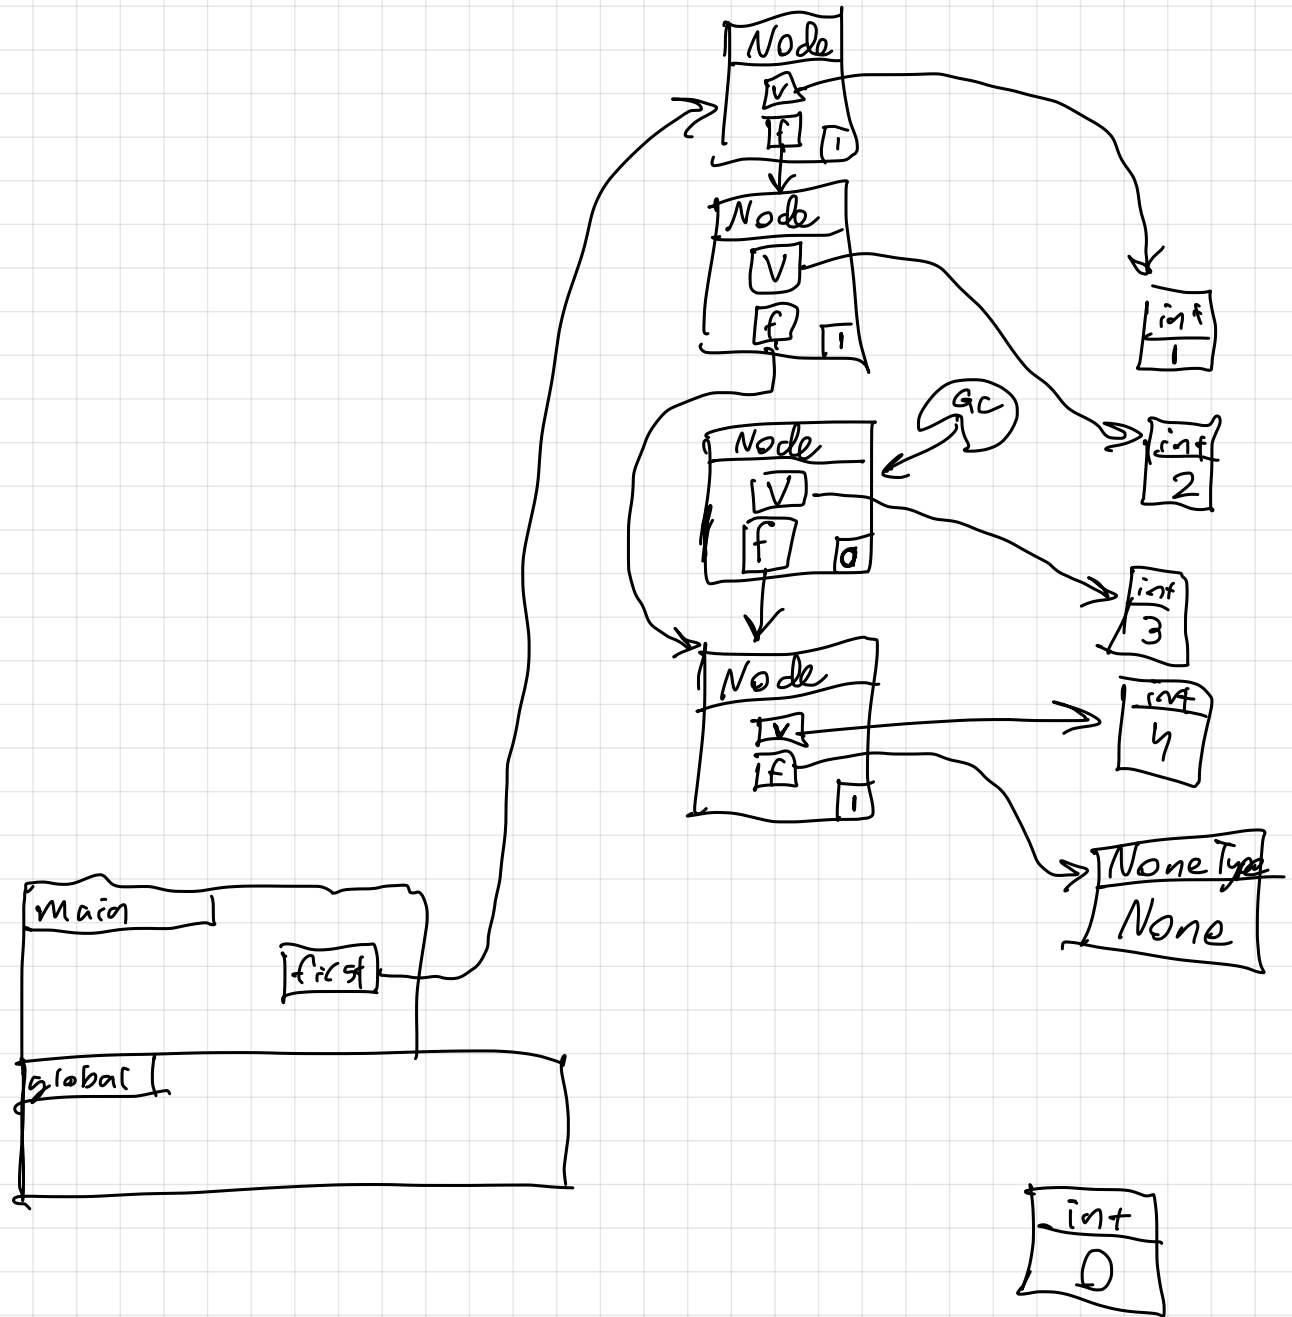 Node
V
f
1
Node
V
f
1
int
1
GC
Node
V
f
0
int
2
int
3
Node
V
f
1
int
4
NoneType
None
Main
first
global
int
0